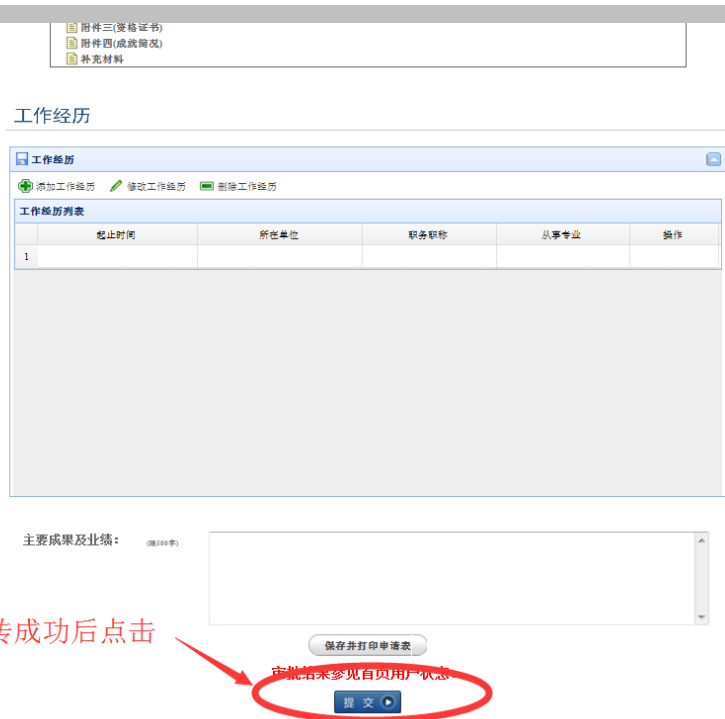 附件三(资格证书)
附件四(成就简况)
补充材料
工作经历
工作经历
添加工作经历 修改工作经历 删除工作经历
工作经历列表
起止时间 所在单位 职务职称 从事专业 操作
1
主要成果及业绩： (限500字)
传成功后点击
保存并打印申请表
审批结果参见首页用户状态
提 交